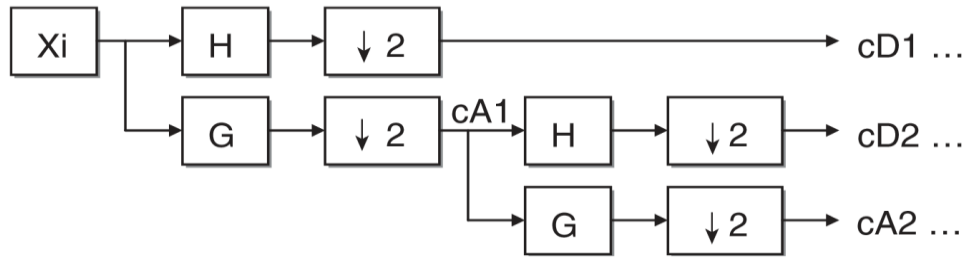 Xi H ↓ 2 cD1 ...
G ↓ 2 cA1 H ↓ 2 cD2 ...
G ↓ 2 cA2 ...